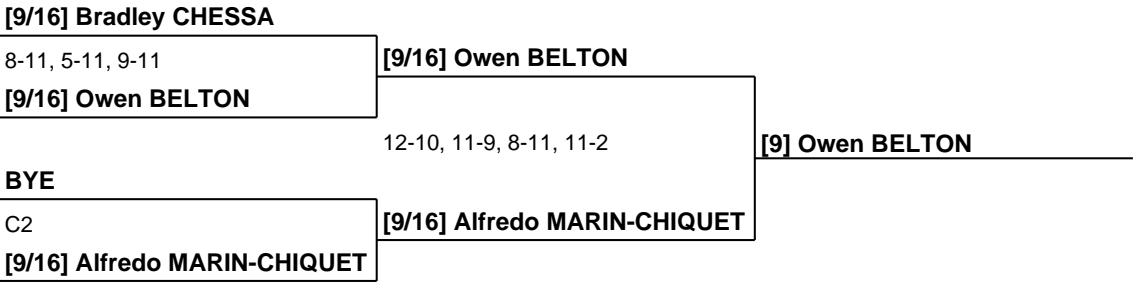 [9/16] Bradley CHESSA
8-11, 5-11, 9-11
[9/16] Owen BELTON
[9/16] Owen BELTON
12-10, 11-9, 8-11, 11-2
[9] Owen BELTON
BYE
C2
[9/16] Alfredo MARIN-CHIQUET
[9/16] Alfredo MARIN-CHIQUET